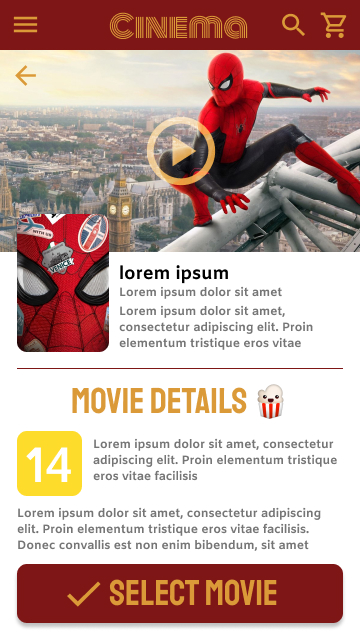 Cinema
WITH US
VENICE
lorem ipsum
Lorem ipsum dolor sit amet
Lorem ipsum dolor sit amet,
consectetur adipiscing elit. Proin
elementum tristique eros vitae
MOVIE DETAILS
14
Lorem ipsum dolor sit amet, consectetur
adipiscing elit. Proin elementum tristique
eros vitae facilisis
Lorem ipsum dolor sit amet, consectetur adipiscing
elit. Proin elementum tristique eros vitae facilisis.
Donec convallis est non enim bibendum, sit amet
SELECT MOVIE